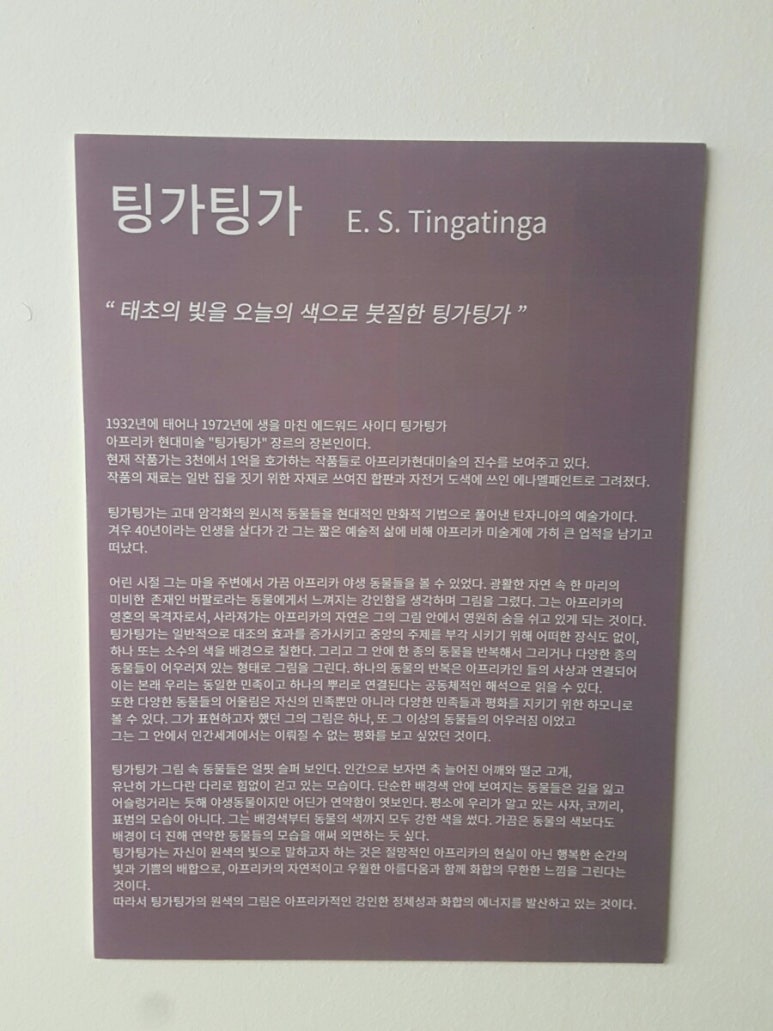 팅가팅가 E. S. Tingatinga
“ 태초의 빛을 오늘의 색으로 붓질한 팅가팅가 ”
1932년에 태어나 1972년에 생을 마친 에드워드 사이디 팅가팅가
아프리카 현대미술 "팅가팅가" 장르의 장본인이다.
현재 작품가는 3천에서 1억을 호가하는 작품들로 아프리카현대미술의 진수를 보여주고 있다.
작품의 재료는 일반 집을 짓기 위한 자재로 쓰여진 합판과 자전거 도색에 쓰인 에나멜페인트로 그려졌다.
팅가팅가는 고대 암각화의 원시적 동물들을 현대적인 만화적 기법으로 풀어낸 탄자니아의 예술가이다.
겨우 40년이라는 인생을 살다가 간 그는 짧은 예술적 삶에 비해 아프리카 미술계에 가히 큰 업적을 남기고
떠났다.
어린 시절 그는 마을 주변에서 가끔 아프리카 야생 동물들을 볼 수 있었다. 광활한 자연 속 한 마리의
미비한 존재인 버팔로라는 동물에게서 느껴지는 강인함을 생각하며 그림을 그렸다. 그는 아프리카의
영혼의 목격자로서, 사라져가는 아프리카의 자연은 그의 그림 안에서 영원히 숨을 쉬고 있게 되는 것이다.
팅가팅가는 일반적으로 대조의 효과를 증가시키고 중앙의 주제를 부각 시키기 위해 어떠한 장식도 없이,
하나 또는 소수의 색을 배경으로 칠한다. 그리고 그 안에 한 종의 동물을 반복해서 그리거나 다양한 종의
동물들이 어우러져 있는 형태로 그림을 그린다. 하나의 동물의 반복은 아프리카인 들의 사상과 연결되어
이는 본래 우리는 동일한 민족이고 하나의 뿌리로 연결된다는 공동체적인 해석으로 읽을 수 있다.
또한 다양한 동물들의 어울림은 자신의 민족뿐만 아니라 다양한 민족들과 평화를 지키기 위한 하모니로
볼 수 있다. 그가 표현하고자 했던 그의 그림은 하나, 또 그 이상의 동물들의 어우러짐 이었고
그는 그 안에서 인간세계에서는 이뤄질 수 없는 평화를 보고 싶었던 것이다.
팅가팅가 그림 속 동물들은 얼핏 슬퍼 보인다. 인간으로 보자면 축 늘어진 어깨와 떨군 고개,
유난히 가느다란 다리로 힘없이 걷고 있는 모습이다. 단순한 배경색 안에 보여지는 동물들은 길을 잃고
어슬렁거리는 듯해 야생동물이지만 어딘가 연약함이 엿보인다. 평소에 우리가 알고 있는 사자, 코끼리,
표범의 모습이 아니다. 그는 배경색부터 동물의 색까지 모두 강한 색을 썼다. 가끔은 동물의 색보다도
배경이 더 진해 연약한 동물들의 모습을 애써 외면하는 듯 싶다.
팅가팅가는 자신이 원색의 빛으로 말하고자 하는 것은 절망적인 아프리카의 현실이 아닌 행복한 순간의
빛과 기쁨의 배합으로, 아프리카의 자연적이고 우월한 아름다움과 함께 화합의 무한한 느낌을 그린다는
것이다.
따라서 팅가팅가의 원색의 그림은 아프리카적인 강인한 정체성과 화합의 에너지를 발산하고 있는 것이다.